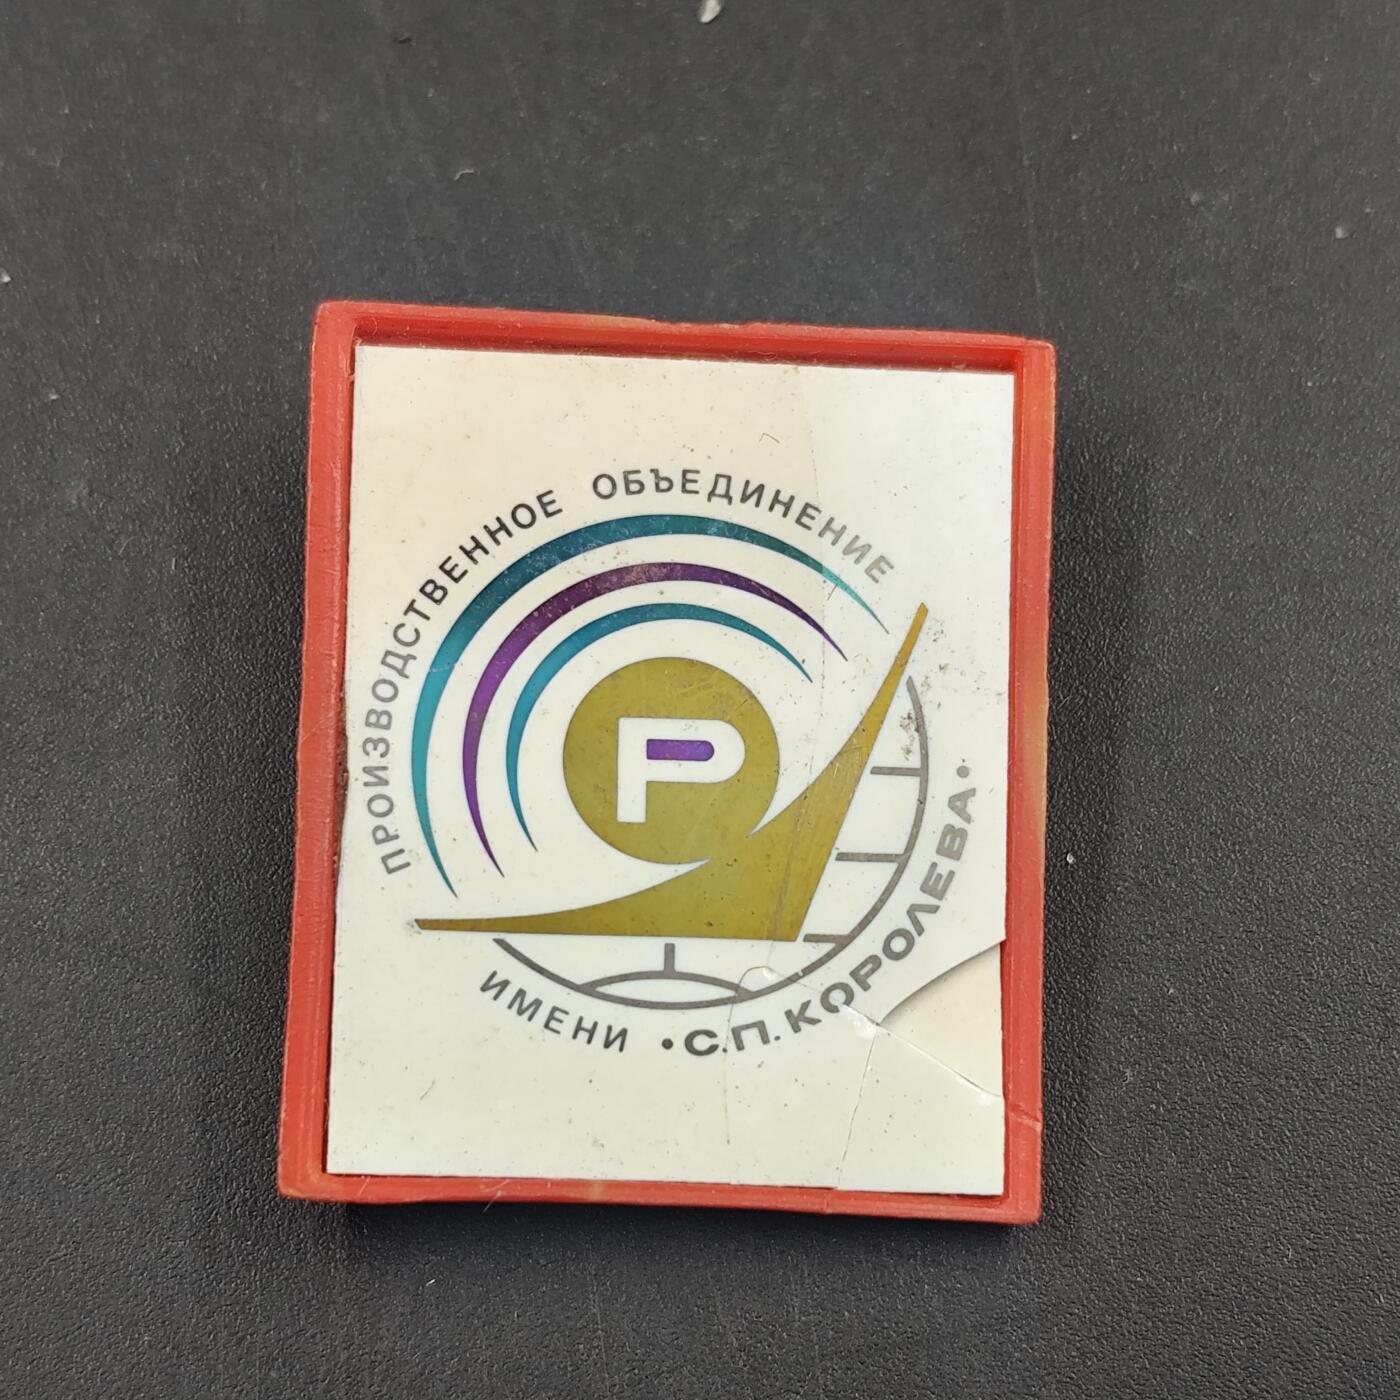 ПРОИЗВОДСТВЕННОЕ ОБЪЕДИНЕНИЕ
Р
ИМЕНИ •С.П.КОРОЛЕВА•